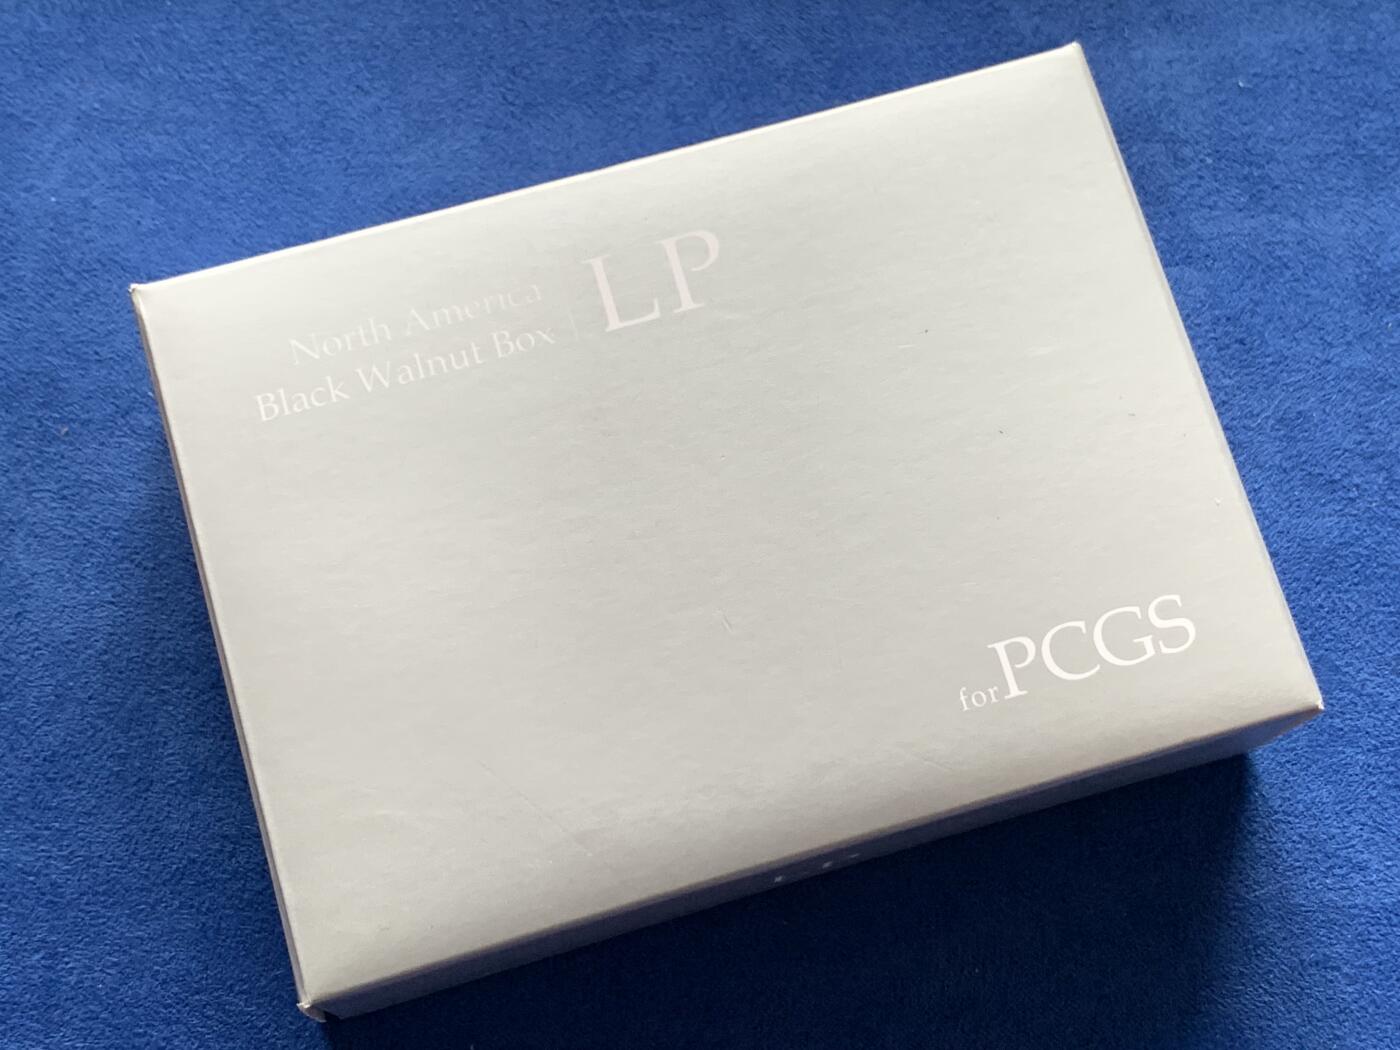 North America
Black Walnut Box | LP
for PCGS